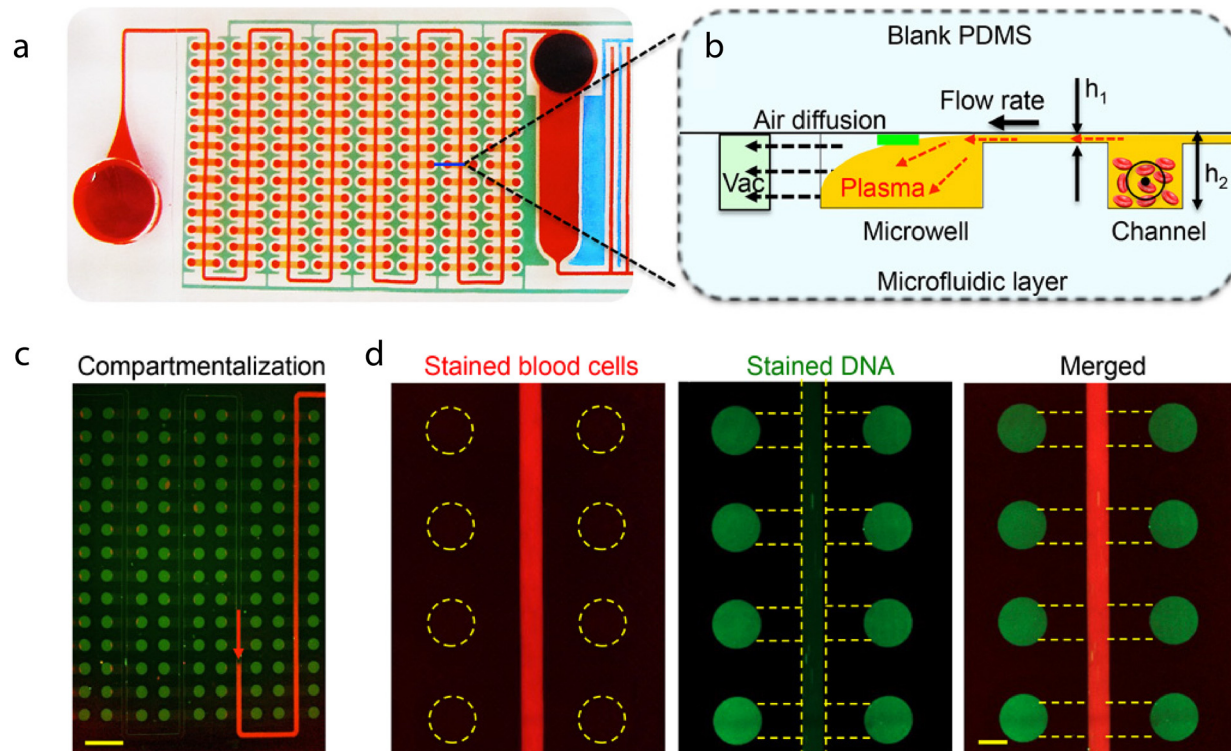 a
b
Blank PDMS
Flow rate
h1
Air diffusion
h2
Vac
Plasma
Microwell
Channel
Microfluidic layer
c
Compartmentalization
d
Stained blood cells
Stained DNA
Merged